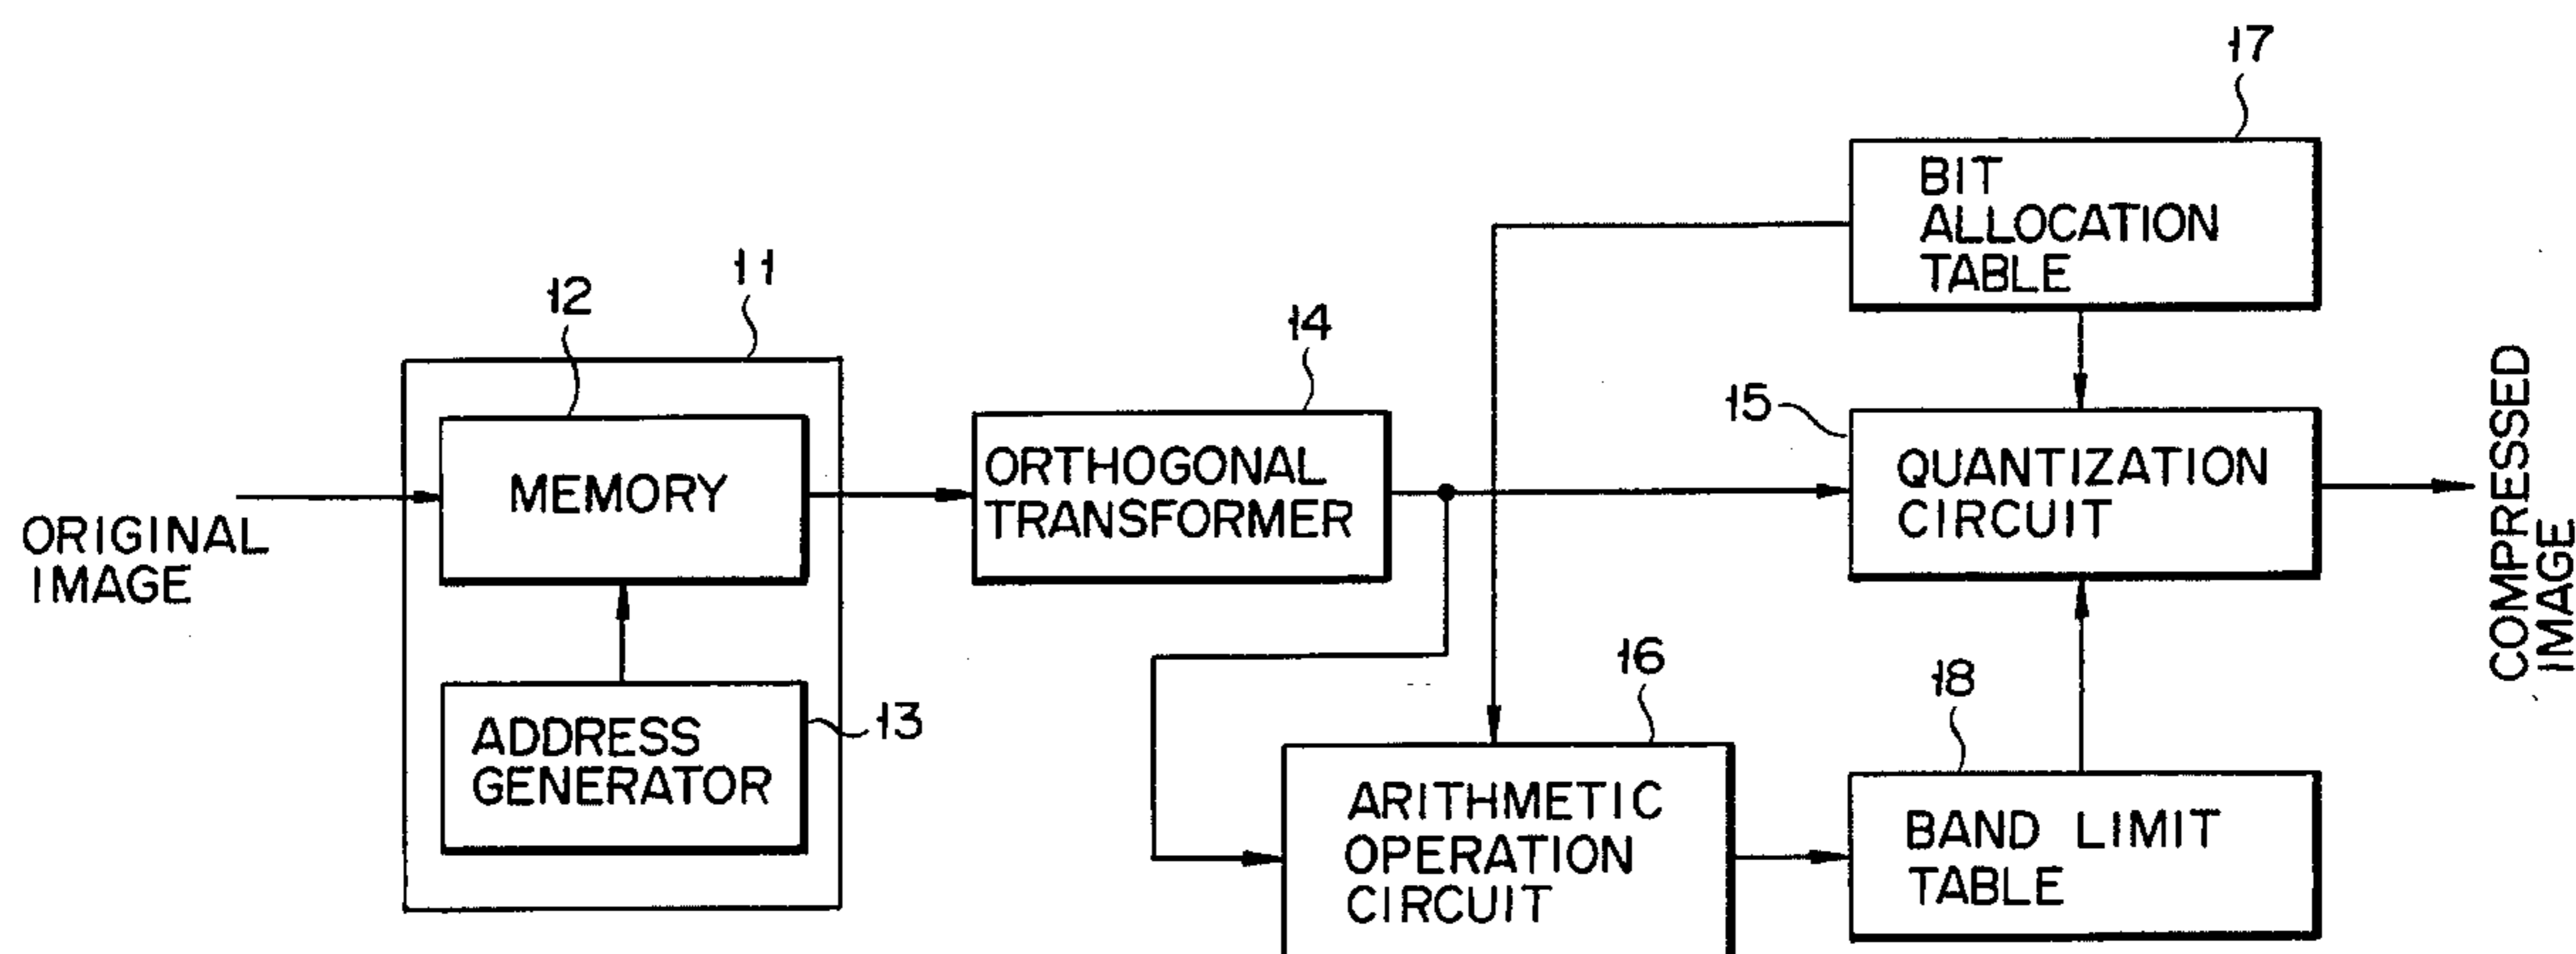 17
BIT
ALLOCATION
TABLE
11
12
14
15
MEMORY
ORTHOGONAL
TRANSFORMER
QUANTIZATION
CIRCUIT
ORIGINAL
IMAGE
COMPRESSED
IMAGE
13
ADDRESS
GENERATOR
16
18
ARITHMETIC
OPERATION
CIRCUIT
BAND LIMIT
TABLE